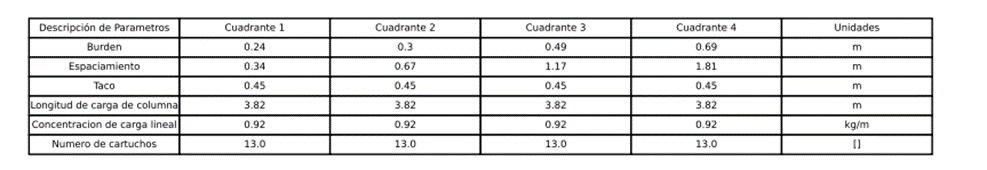 Descripción de Parametros Cuadrante 1 Cuadrante 2 Cuadrante 3 Cuadrante 4 Unidades
Burden 0.24 0.3 0.49 0.69 m
Espaciamiento 0.34 0.67 1.17 1.81 m
Taco 0.45 0.45 0.45 0.45 m
Longitud de carga de columna 3.82 3.82 3.82 3.82 m
Concentracion de carga lineal 0.92 0.92 0.92 0.92 kg/m
Numero de cartuchos 13.0 13.0 13.0 13.0 []